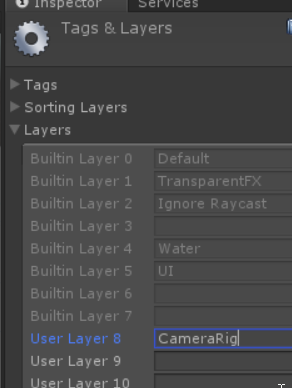 Inspector Services
Tags & Layers
Tags
Sorting Layers
Layers
Builtin Layer 0 Default
Builtin Layer 1 TransparentFX
Builtin Layer 2 Ignore Raycast
Builtin Layer 3
Builtin Layer 4 Water
Builtin Layer 5 UI
Builtin Layer 6
Builtin Layer 7
User Layer 8 CameraRig
User Layer 9
User Layer 10